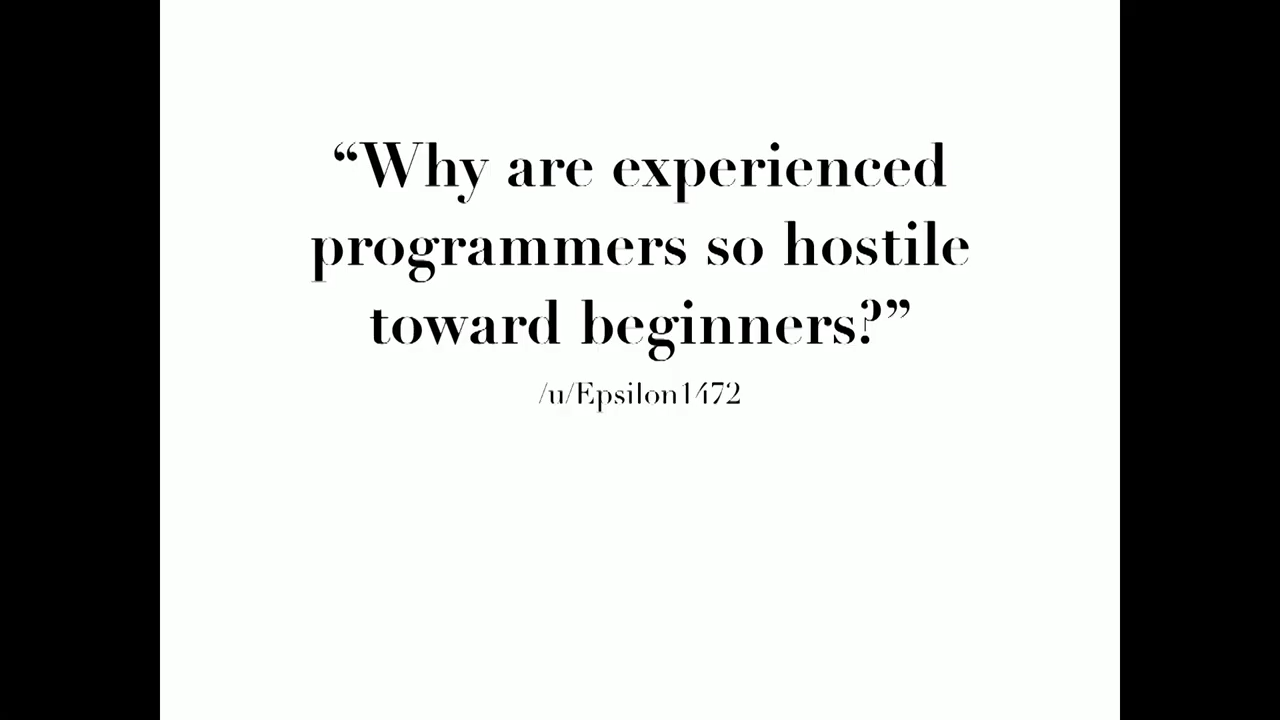 “Why are experienced
programmers so hostile
toward beginners?”
/u/Epsilon1472